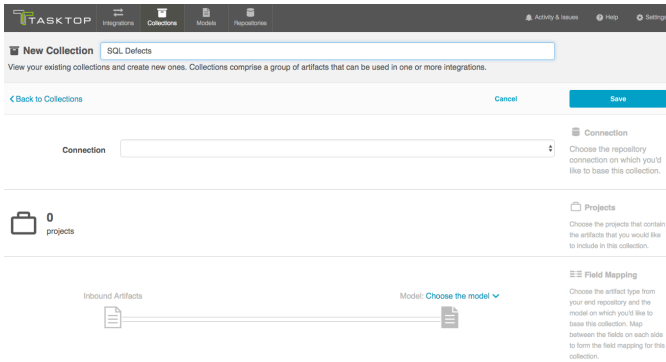 TASKTOP
Integrations
Collections
Models
Repositories
Activity & Issues
Help
Settings
New Collection
SQL Defects
View your existing collections and create new ones. Collections comprise a group of artifacts that can be used in one or more integrations.
Back to Collections
Cancel
Save
Connection
Connection
Choose the repository
connection on which you'd
like to base this collection.
0
projects
Projects
Choose the projects that contain
the artifacts that you would like
to include in this collection.
Field Mapping
Inbound Artifacts
Model: Choose the model
Choose the artifact type from
your end repository and the
model on which you'd like to
base this collection. Map
between the fields on each side
to form the field mapping for this
collection.